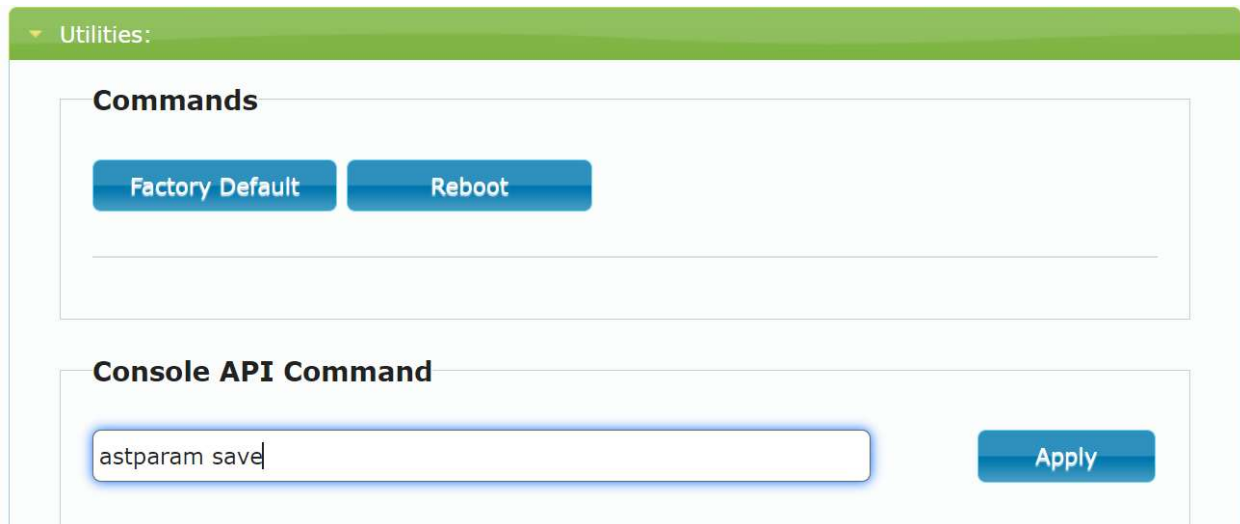 Utilities:
Commands
Factory Default Reboot
Console API Command
astparam save Apply